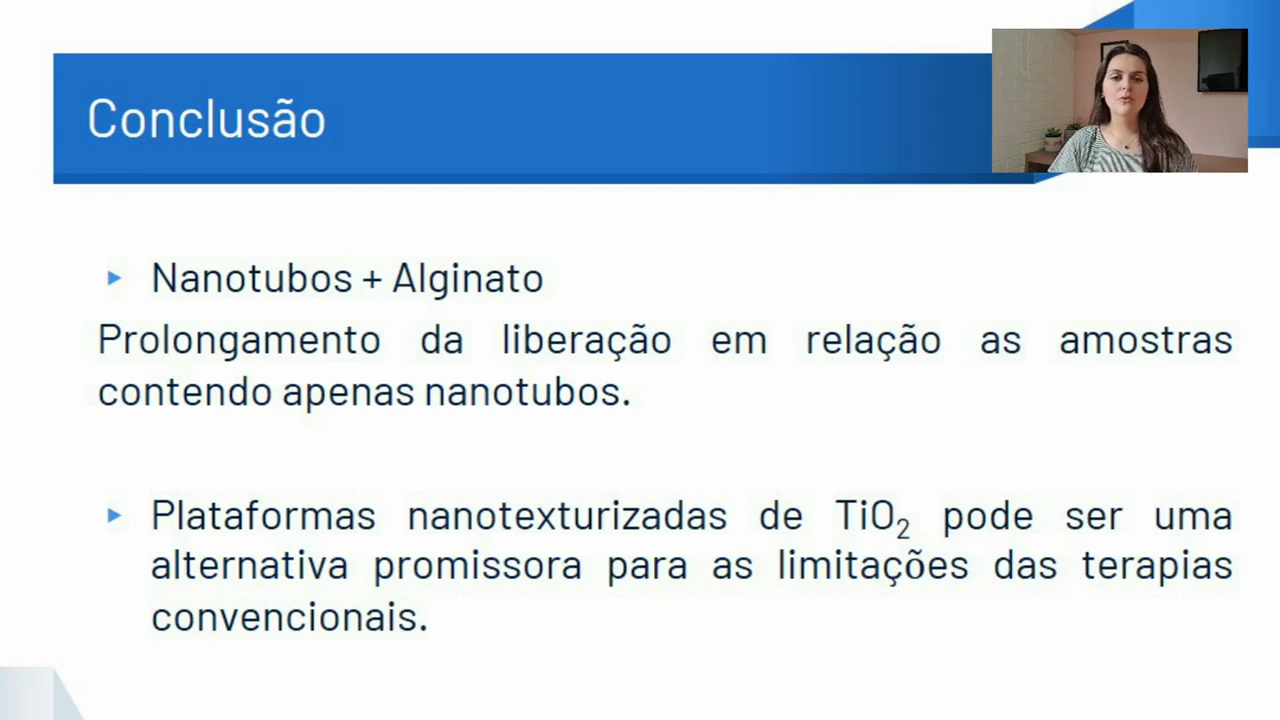 Conclusão
Nanotubos + Alginato
Prolongamento da liberação em relação as amostras
contendo apenas nanotubos.
Plataformas nanotexturizadas de TiO₂ pode ser uma
alternativa promissora para as limitações das terapias
convencionais.